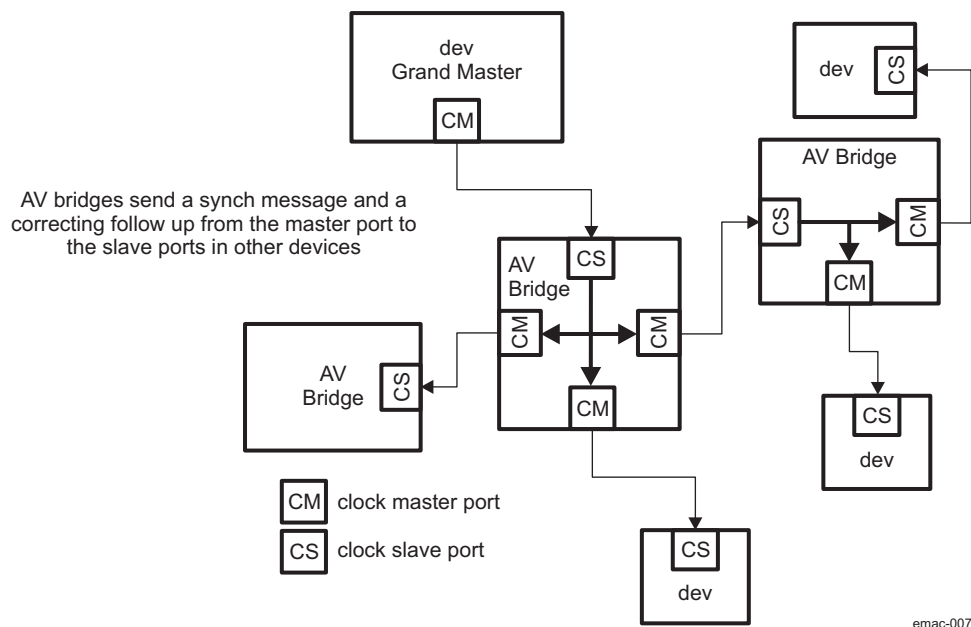 dev
Grand Master
CM
dev
CS
AV Bridge
CS
CM
CM
AV bridges send a synch message and a
correcting follow up from the master port to
the slave ports in other devices
CS
AV
Bridge
CM
CM
CM
AV
Bridge
CS
CS
dev
CM clock master port
CS clock slave port
CS
dev
emac-007